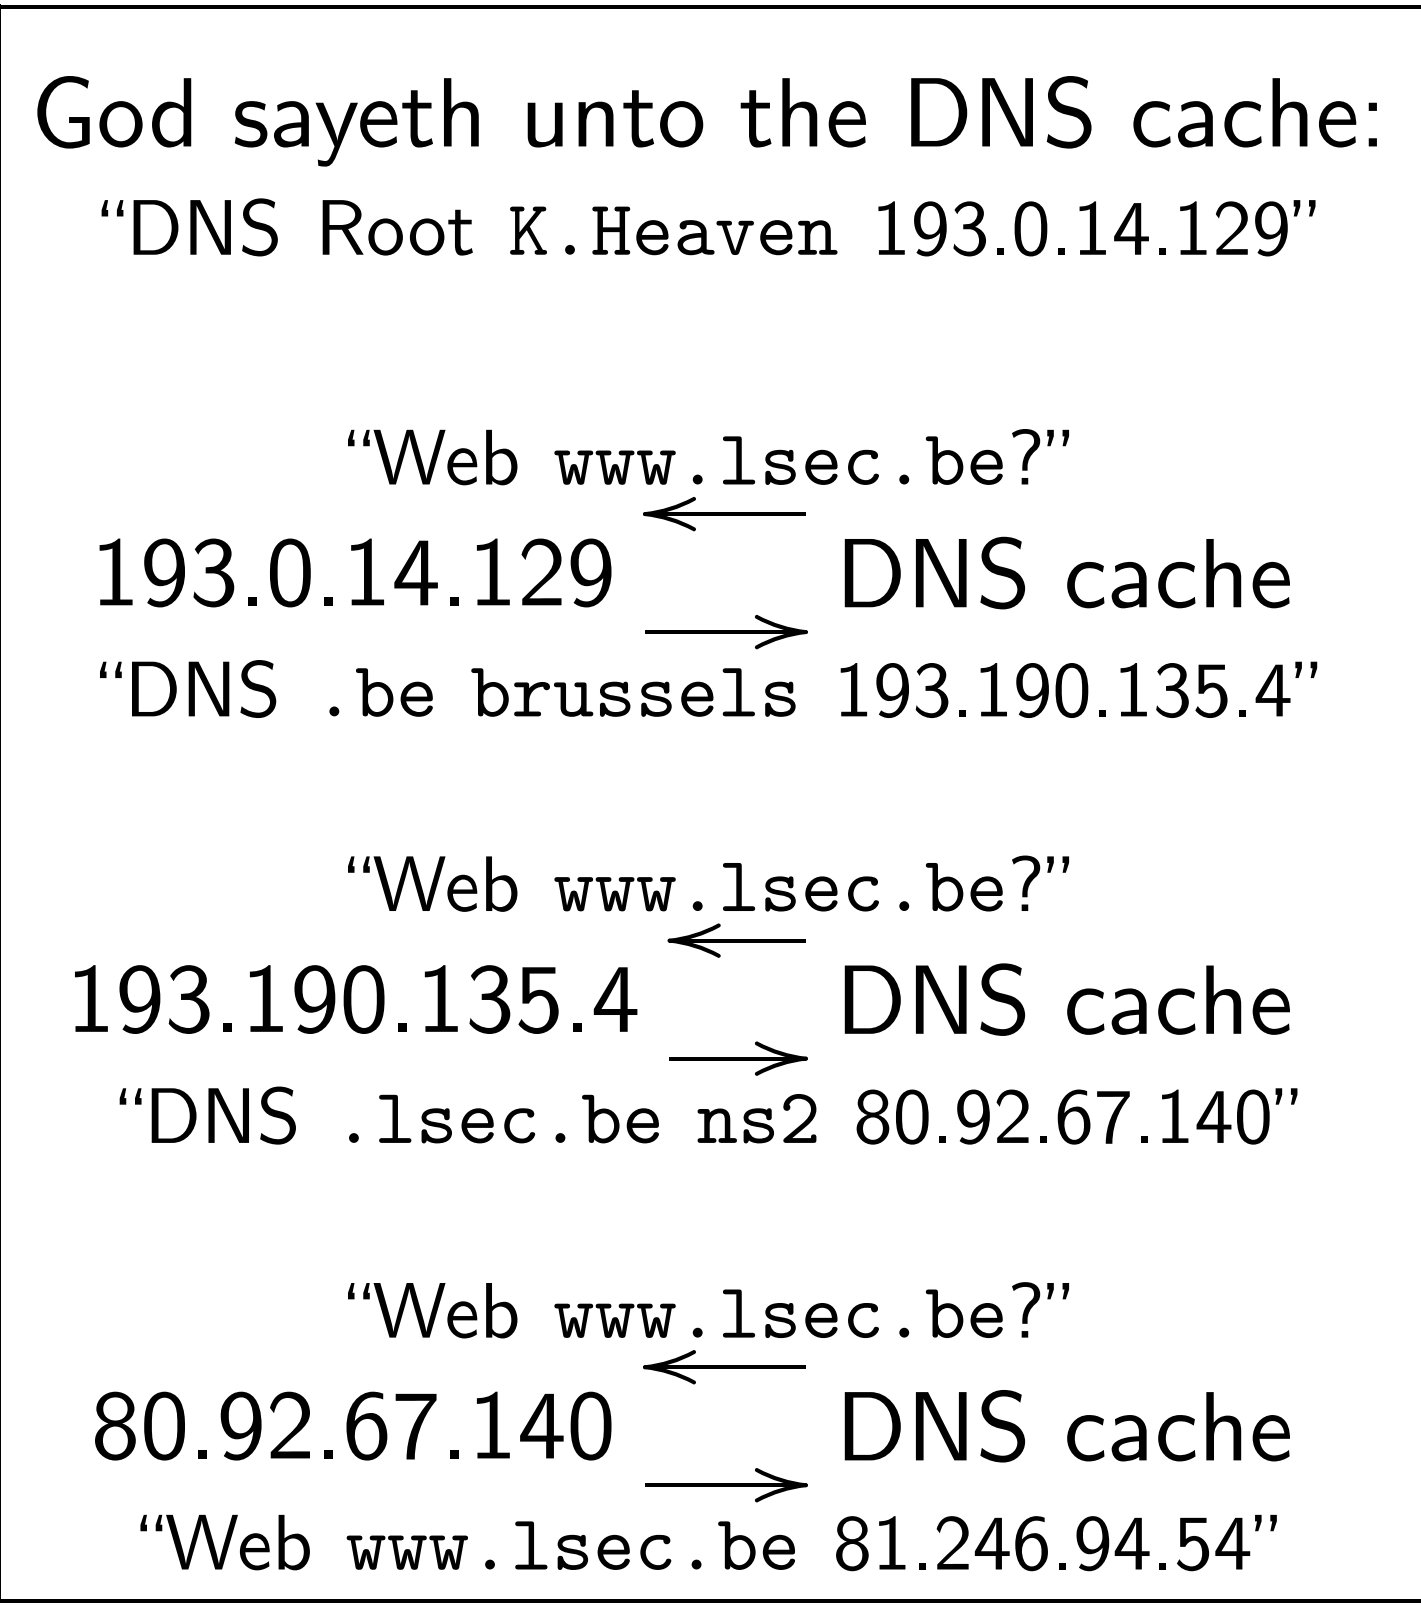 God sayeth unto the DNS cache:
“DNS Root K.Heaven 193.0.14.129”
“Web www.lsec.be?”
193.0.14.129 DNS cache
“DNS .be brussels 193.190.135.4”
“Web www.lsec.be?”
193.190.135.4 DNS cache
“DNS .lsec.be ns2 80.92.67.140”
“Web www.lsec.be?”
80.92.67.140 DNS cache
“Web www.lsec.be 81.246.94.54”